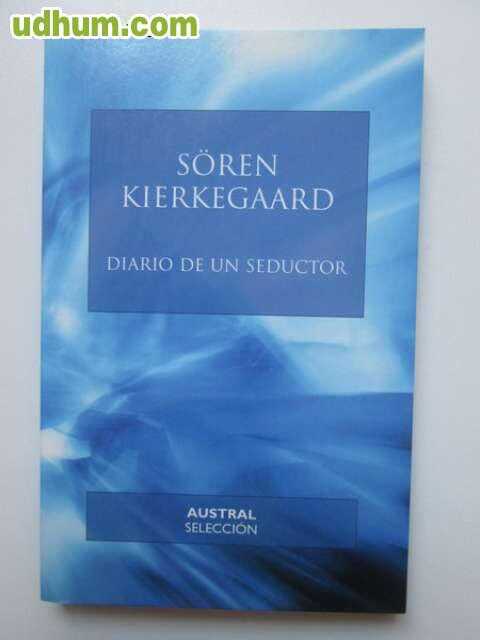 udhum.com
SÖREN
KIERKEGAARD
DIARIO DE UN SEDUCTOR
AUSTRAL
SELECCIÓN